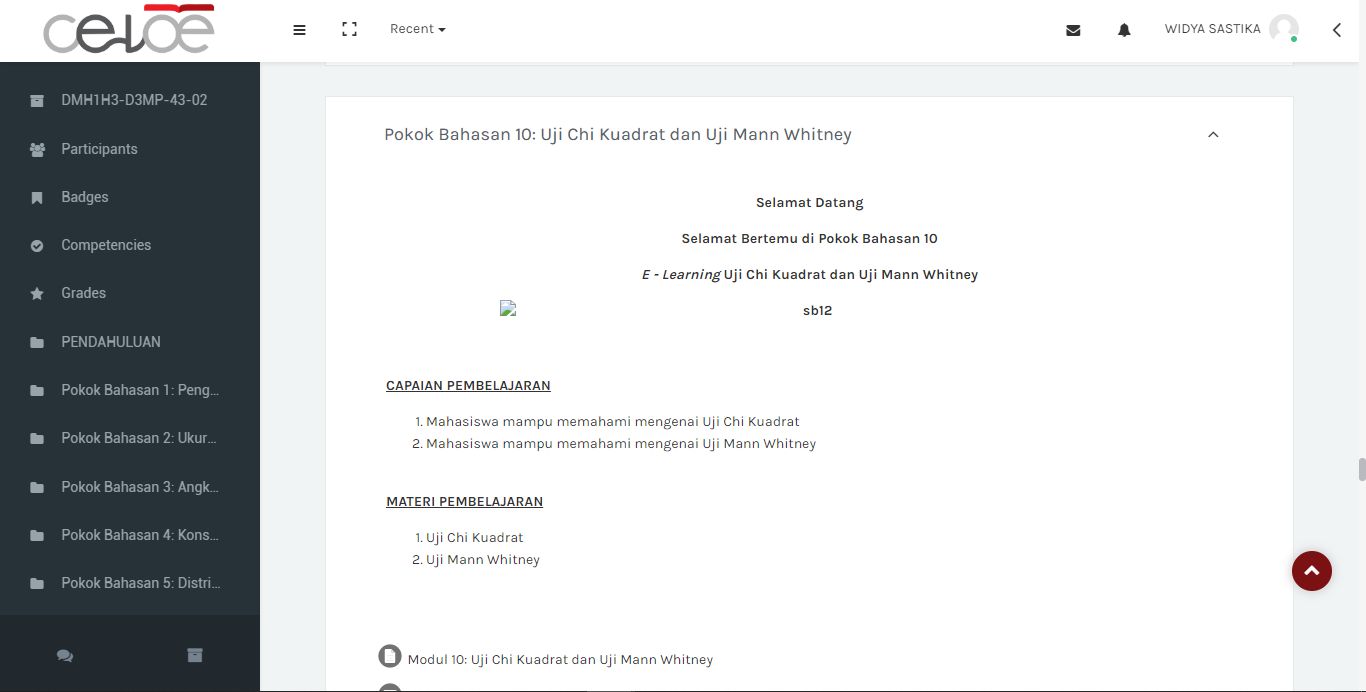 celoe
Recent
WIDYA SASTIKA
DMH1H3-D3MP-43-02
Participants
Badges
Competencies
Grades
PENDAHULUAN
Pokok Bahasan 1: Peng...
Pokok Bahasan 2: Ukur...
Pokok Bahasan 3: Angk...
Pokok Bahasan 4: Kons...
Pokok Bahasan 5: Distri...
Pokok Bahasan 10: Uji Chi Kuadrat dan Uji Mann Whitney
Selamat Datang
Selamat Bertemu di Pokok Bahasan 10
E - Learning Uji Chi Kuadrat dan Uji Mann Whitney
sb12
CAPAIAN PEMBELAJARAN
1. Mahasiswa mampu memahami mengenai Uji Chi Kuadrat
2. Mahasiswa mampu memahami mengenai Uji Mann Whitney
MATERI PEMBELAJARAN
1. Uji Chi Kuadrat
2. Uji Mann Whitney
Modul 10: Uji Chi Kuadrat dan Uji Mann Whitney